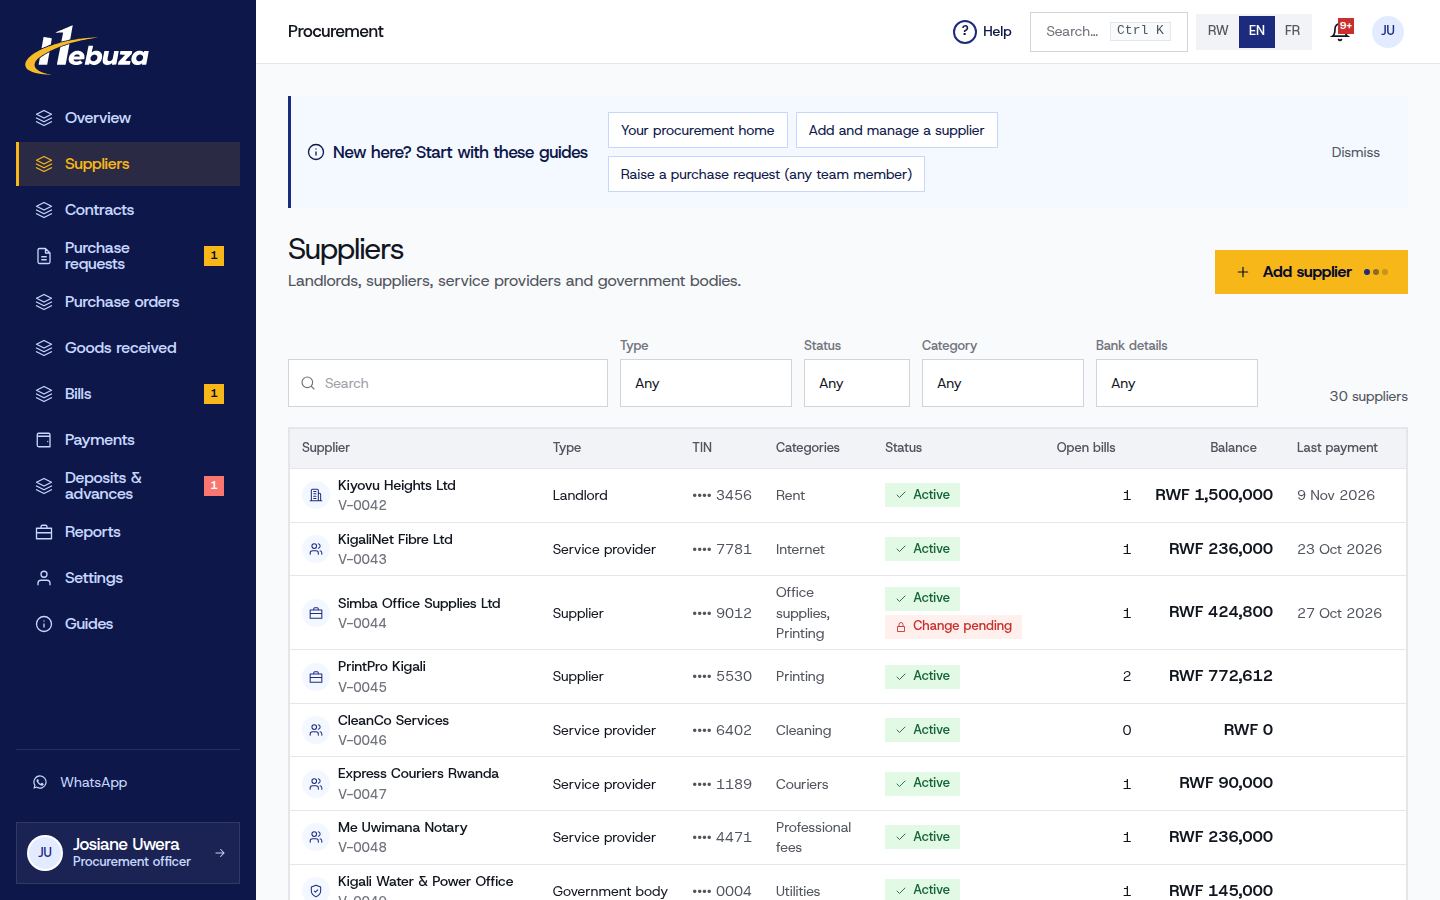 Hebuza
Overview
Suppliers
Contracts
Purchase
requests
1
Purchase orders
Goods received
Bills
1
Payments
Deposits &
advances
1
Reports
Settings
Guides
WhatsApp
JU
Josiane Uwera
Procurement officer
Procurement
? Help
Search... Ctrl K
RW EN FR
9+
JU
New here? Start with these guides
Your procurement home
Add and manage a supplier
Raise a purchase request (any team member)
Dismiss
Suppliers
Landlords, suppliers, service providers and government bodies.
Add supplier
Type Status Category Bank details
Search Any Any Any Any
30 suppliers
Supplier Type TIN Categories Status Open bills Balance Last payment
Kiyovu Heights Ltd
V-0042
Landlord •••• 3456 Rent Active 1 RWF 1,500,000 9 Nov 2026
KigaliNet Fibre Ltd
V-0043
Service provider •••• 7781 Internet Active 1 RWF 236,000 23 Oct 2026
Simba Office Supplies Ltd
V-0044
Supplier •••• 9012
Office
supplies,
Printing
Active
Change pending
1 RWF 424,800 27 Oct 2026
PrintPro Kigali
V-0045
Supplier •••• 5530 Printing Active 2 RWF 772,612
CleanCo Services
V-0046
Service provider •••• 6402 Cleaning Active 0 RWF 0
Express Couriers Rwanda
V-0047
Service provider •••• 1189 Couriers Active 1 RWF 90,000
Me Uwimana Notary
V-0048
Service provider •••• 4471
Professional
fees
Active 1 RWF 236,000
Kigali Water & Power Office
Government body •••• 0004 Utilities Active 1 RWF 145,000